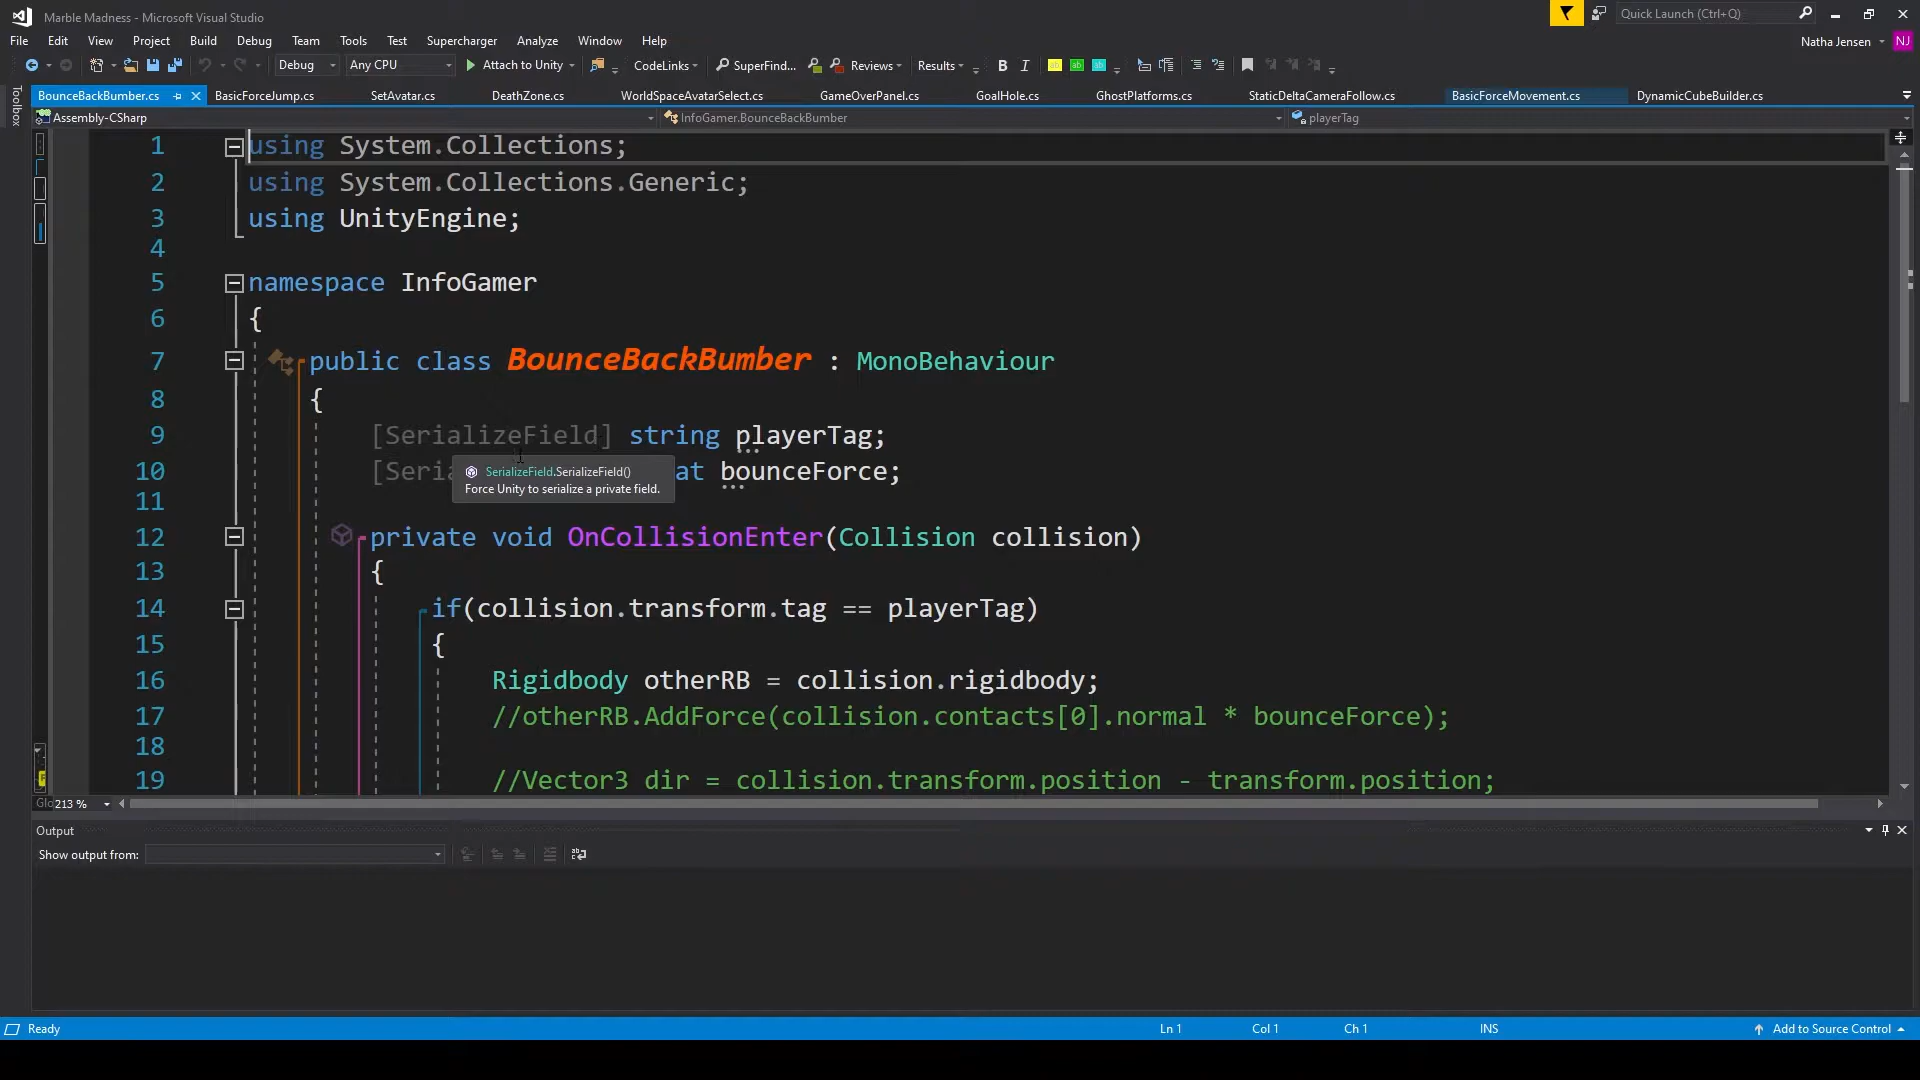 Marble Madness - Microsoft Visual Studio
Quick Launch (Ctrl+Q)
File Edit View Project Build Debug Team Tools Test Supercharger Analyze Window Help
Natha Jensen NJ
Debug Any CPU Attach to Unity CodeLinks SuperFind... Reviews Results B I
Toolbox
BounceBackBumber.cs BasicForceJump.cs SetAvatar.cs DeathZone.cs WorldSpaceAvatarSelect.cs GameOverPanel.cs GoalHole.cs GhostPlatforms.cs StaticDeltaCameraFollow.cs BasicForceMovement.cs DynamicCubeBuilder.cs
Assembly-CSharp InfoGamer.BounceBackBumber playerTag
1 using System.Collections;
2 using System.Collections.Generic;
3 using UnityEngine;
4
5 namespace InfoGamer
6 {
7 public class BounceBackBumber : MonoBehaviour
8 {
9 [SerializeField] string playerTag;
10 [Seria at bounceForce;
SerializeField.SerializeField()
Force Unity to serialize a private field.
11
12 private void OnCollisionEnter(Collision collision)
13 {
14 if(collision.transform.tag == playerTag)
15 {
16 Rigidbody otherRB = collision.rigidbody;
17 //otherRB.AddForce(collision.contacts[0].normal * bounceForce);
18
19 //Vector3 dir = collision.transform.position - transform.position;
213 %
Output
Show output from:
Ready Ln 1 Col 1 Ch 1 INS Add to Source Control